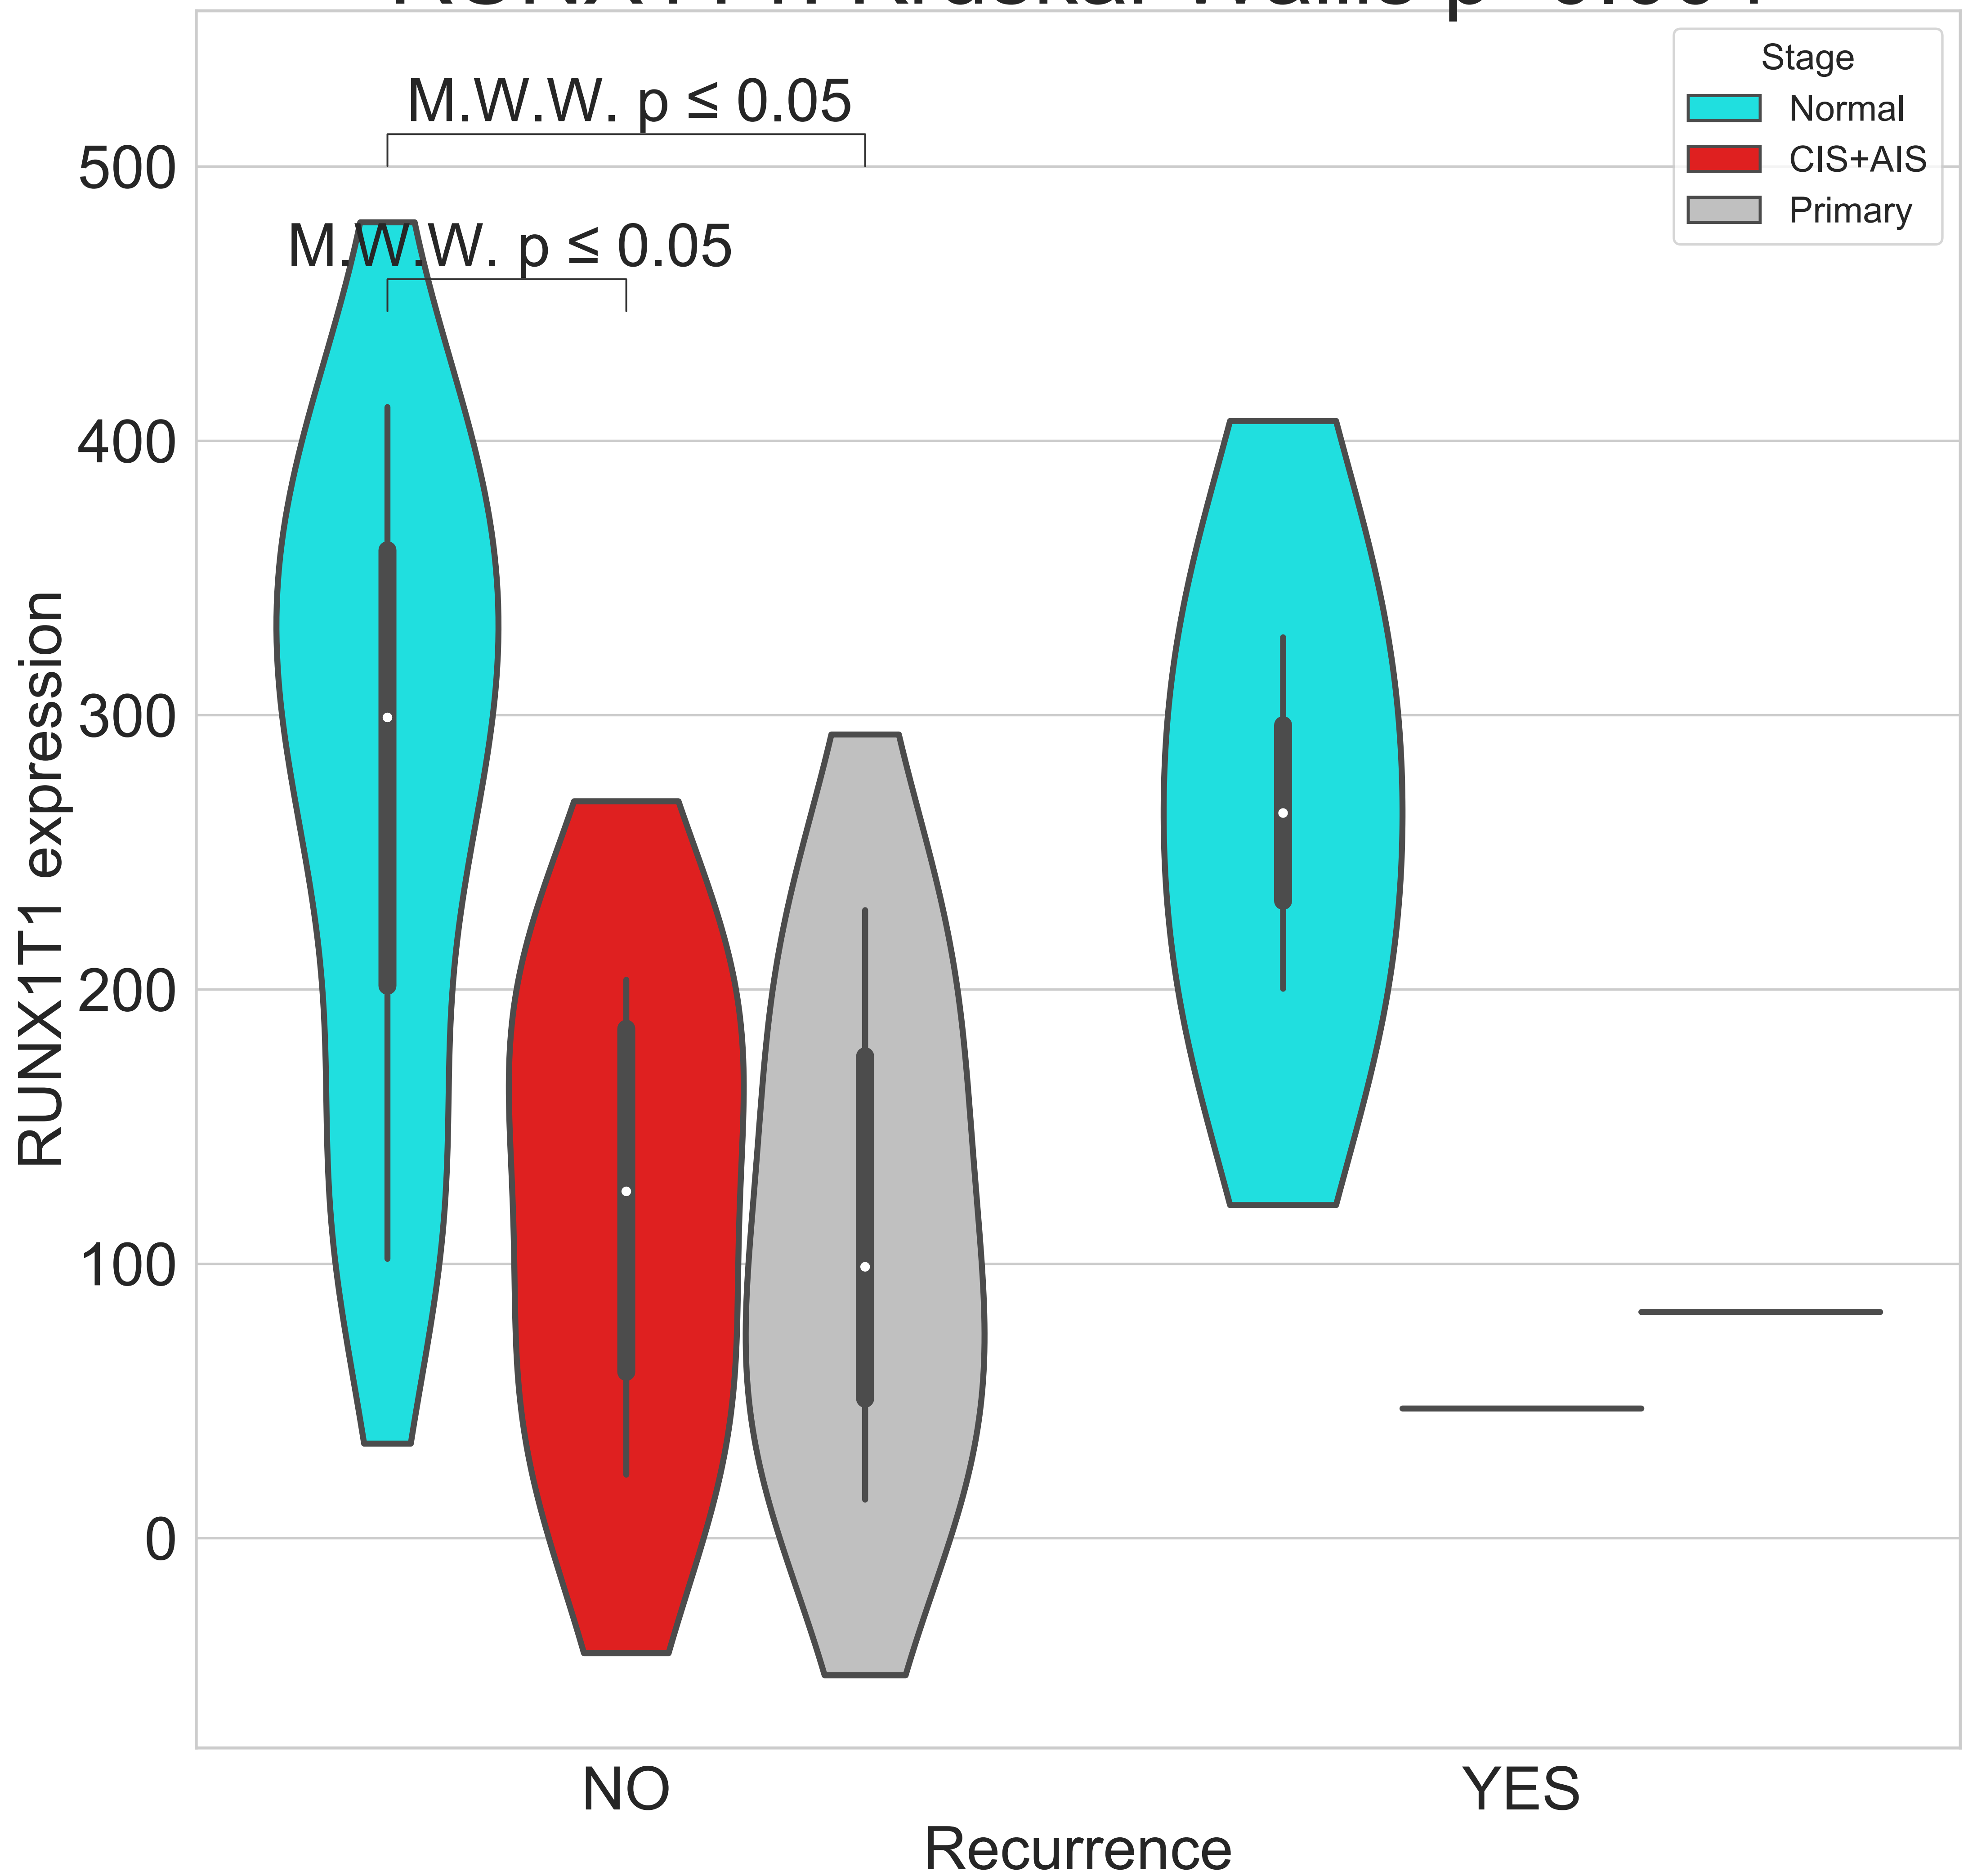 Stage
Normal
CIS+AIS
Primary
M.W.W. p ≤ 0.05
M.W.W. p ≤ 0.05
500
400
300
200
100
0
RUNX1T1 expression
NO
YES
Recurrence